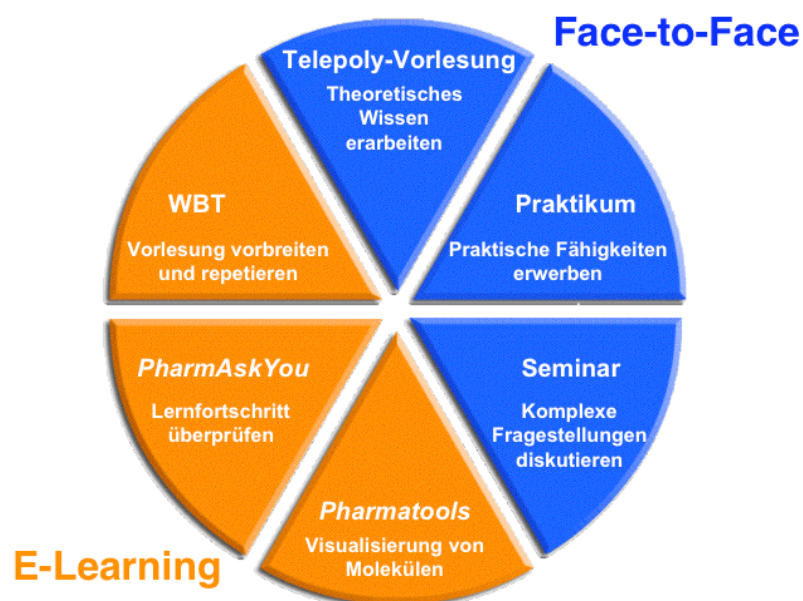 Face-to-Face
Telepoly-Vorlesung
Theoretisches
Wissen
erarbeiten
Praktikum
Praktische Fähigkeiten
erwerben
Seminar
Komplexe
Fragestellungen
diskutieren
Pharmatools
Visualisierung von
Molekülen
PharmAskYou
Lernfortschritt
überprüfen
WBT
Vorlesung vorbreiten
und repetieren
E-Learning